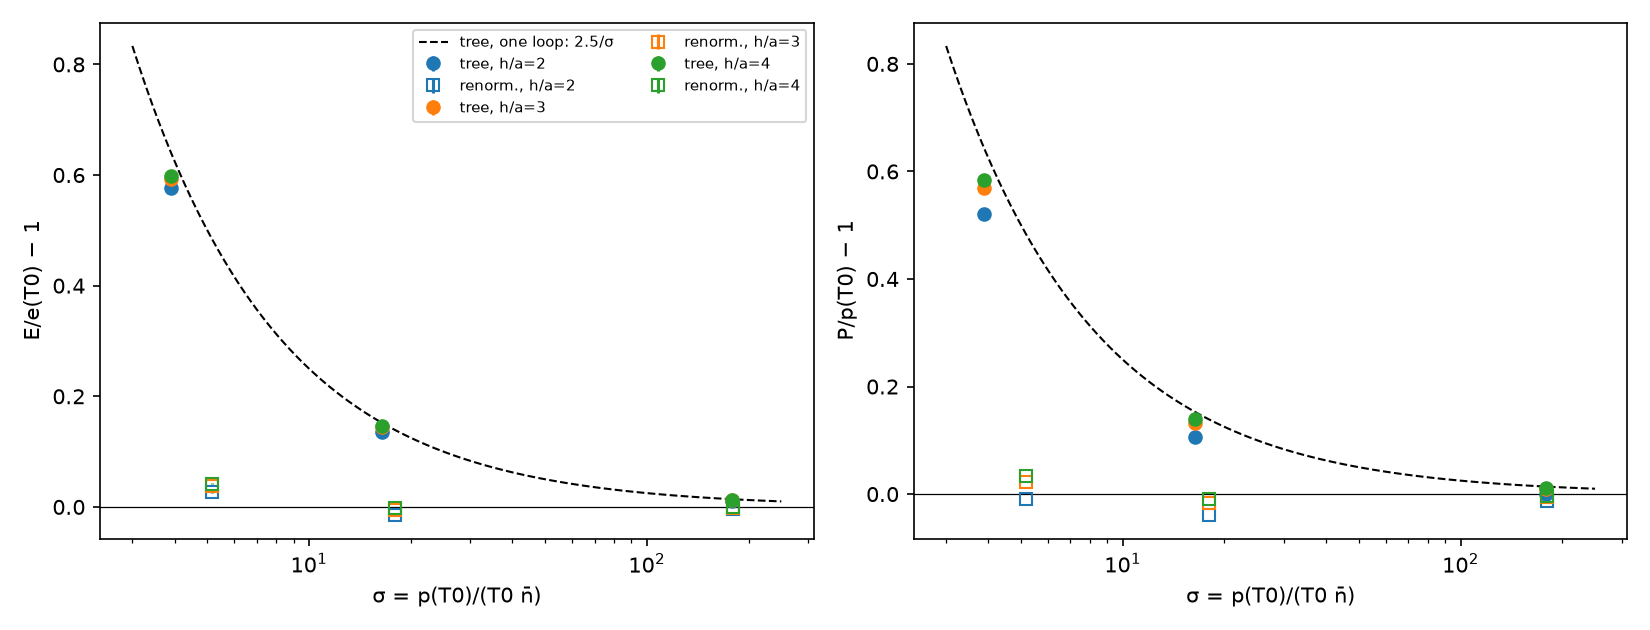 E/e(T0) − 1
0.8
0.6
0.4
0.2
0.0
10¹
10²
σ = p(T0)/(T0 n̄)
tree, one loop: 2.5/σ
tree, h/a=2
renorm., h/a=2
tree, h/a=3
renorm., h/a=3
tree, h/a=4
renorm., h/a=4
P/p(T0) − 1
0.8
0.6
0.4
0.2
0.0
10¹
10²
σ = p(T0)/(T0 n̄)